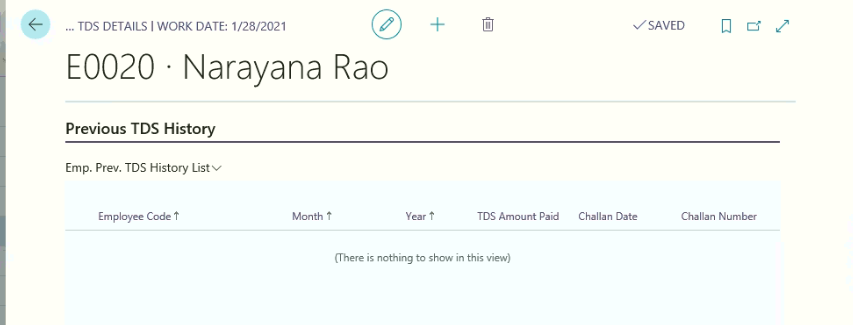 ... TDS DETAILS | WORK DATE: 1/28/2021
SAVED
E0020 · Narayana Rao
Previous TDS History
Emp. Prev. TDS History List
Employee Code ↑ Month ↑ Year ↑ TDS Amount Paid Challan Date Challan Number
(There is nothing to show in this view)